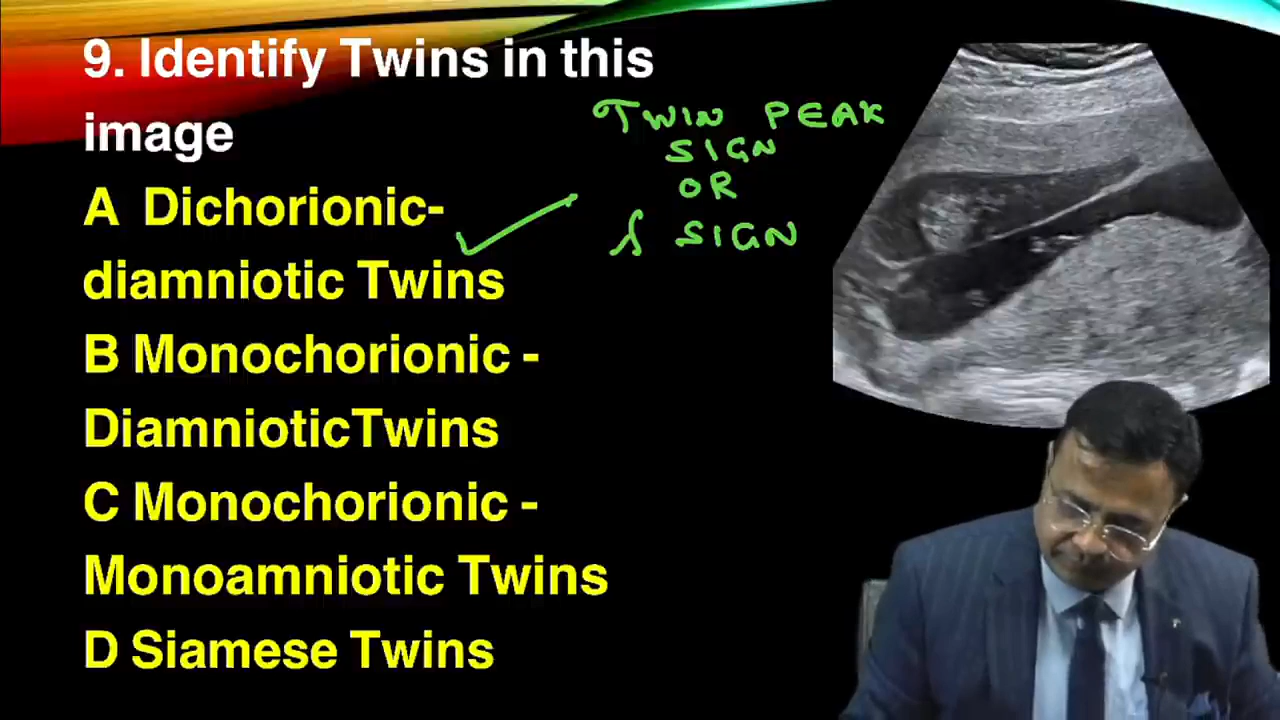 9. Identify Twins in this
image
A Dichorionic-
diamniotic Twins
B Monochorionic -
DiamnioticTwins
C Monochorionic -
Monoamniotic Twins
D Siamese Twins
TWIN PEAK
SIGN
OR
λ SIGN